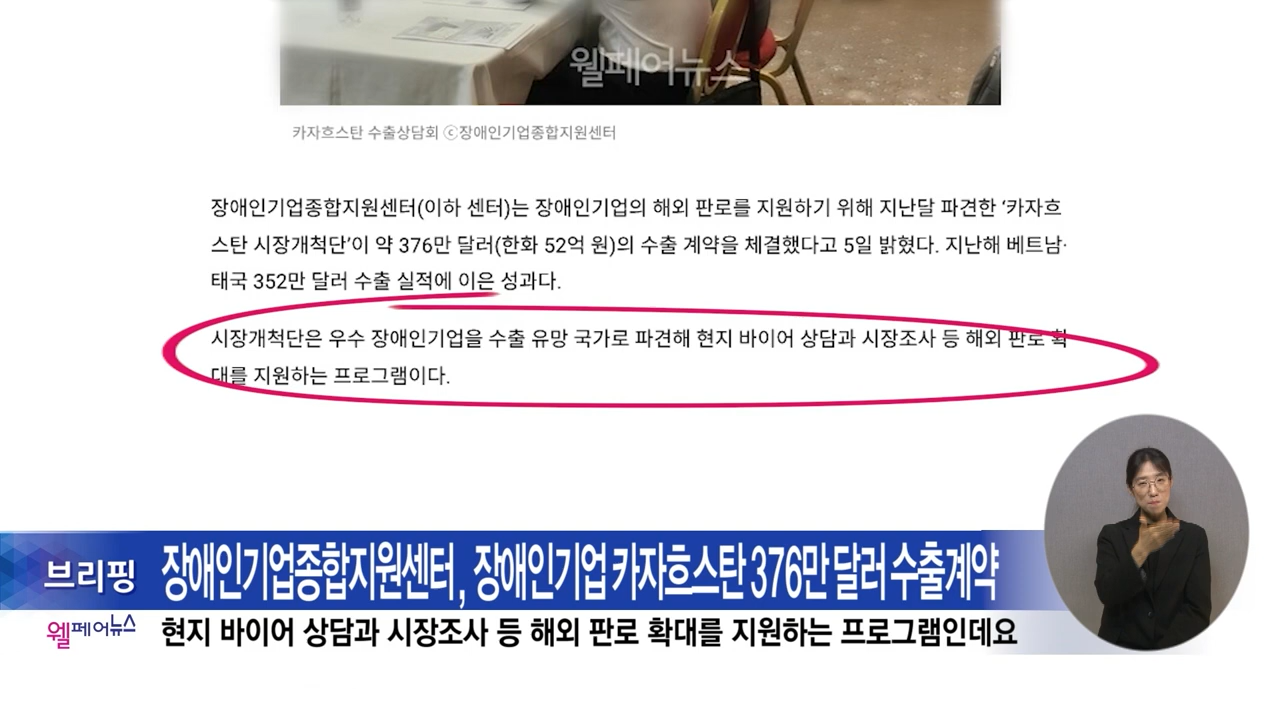 웰페어뉴스
카자흐스탄 수출상담회 ⓒ장애인기업종합지원센터
장애인기업종합지원센터(이하 센터)는 장애인기업의 해외 판로를 지원하기 위해 지난달 파견한 ‘카자흐
스탄 시장개척단’이 약 376만 달러(한화 52억 원)의 수출 계약을 체결했다고 5일 밝혔다. 지난해 베트남·
태국 352만 달러 수출 실적에 이은 성과다.
시장개척단은 우수 장애인기업을 수출 유망 국가로 파견해 현지 바이어 상담과 시장조사 등 해외 판로 확
대를 지원하는 프로그램이다.
브리핑 장애인기업종합지원센터, 장애인기업 카자흐스탄 376만 달러 수출계약
웰페어뉴스 현지 바이어 상담과 시장조사 등 해외 판로 확대를 지원하는 프로그램인데요